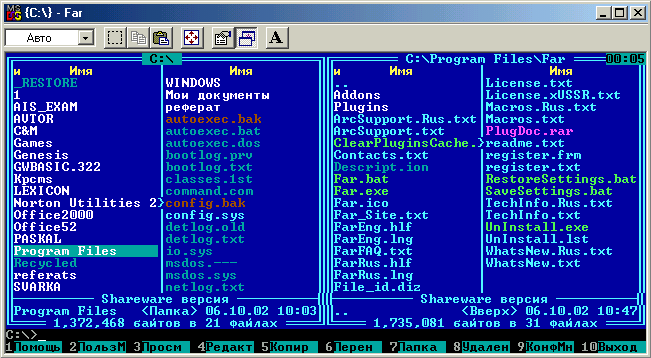 {C:\} - Far
Авто
C:\
и Имя Имя
_RESTORE WINDOWS
1 Мои документы
AIS_EXAM реферат
AVTOR autoexec.bak
C&M autoexec.bat
Games autoexec.dos
Genesis bootlog.prv
GWBASIC.322 bootlog.txt
Kpcms classes.1st
LEXICON command.com
Norton Utilities 2} config.bak
Office2000 config.sys
Office52 detlog.old
PASKAL detlog.txt
Program Files io.sys
Recycled msdos.---
referats msdos.sys
SVARKA netlog.txt
Shareware версия
Program Files <Папка> 06.10.02 10:03
1,372,468 байтов в 21 файлах
C:\Program Files\Far 00:05
и Имя Имя
.. License.txt
Addons License.xUSSR.txt
Plugins Macros.Rus.txt
ArcSupport.Rus.txt Macros.txt
ArcSupport.txt PlugDoc.rar
ClearPluginsCache.} readme.txt
Contacts.txt register.frm
Descript.ion register.txt
Far.bat RestoreSettings.bat
Far.exe SaveSettings.bat
Far.ico TechInfo.Rus.txt
Far_Site.txt TechInfo.txt
FarEng.hlf UnInstall.exe
FarEng.lng UnInstall.lst
FarFAQ.txt WhatsNew.Rus.txt
FarRus.hlf WhatsNew.txt
FarRus.lng
File_id.diz
Shareware версия
.. <Вверх> 06.10.02 10:47
1,735,081 байтов в 31 файлах
C:\>_
1Помощь 2ПользМ 3Просм 4Редакт 5Копир 6Перен 7Папка 8Удален 9КонфМн 10Выход